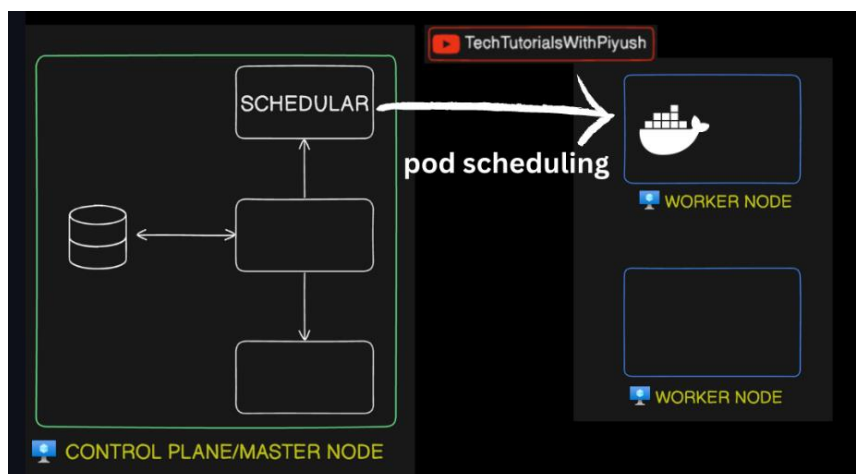 TechTutorialsWithPiyush
SCHEDULAR
pod scheduling
WORKER NODE
WORKER NODE
CONTROL PLANE/MASTER NODE